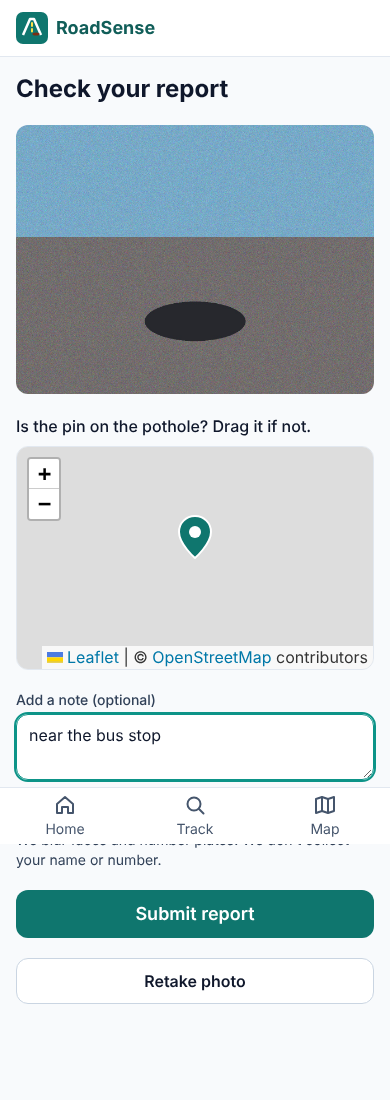 RoadSense
Check your report
Is the pin on the pothole? Drag it if not.
+
−
Leaflet | © OpenStreetMap contributors
Add a note (optional)
near the bus stop
Home
Track
Map
your name or number.
Submit report
Retake photo